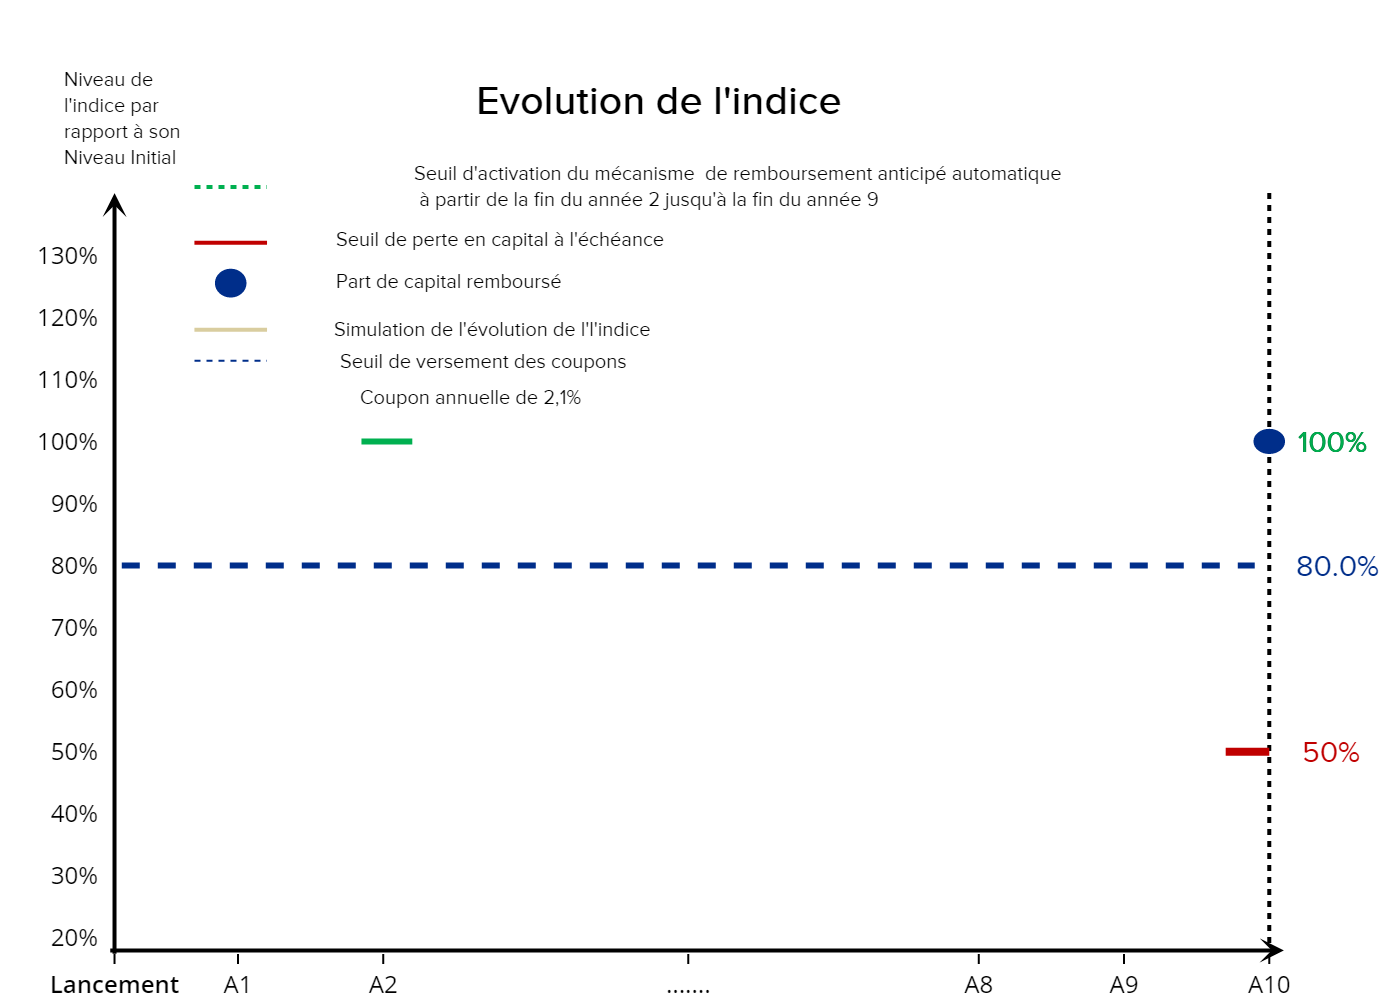 Niveau de
l'indice par
rapport à son
Niveau Initial
Evolution de l'indice
Seuil d'activation du mécanisme  de remboursement anticipé automatique
à partir de la fin du année 2 jusqu'à la fin du année 9
Seuil de perte en capital à l'échéance
Part de capital remboursé
Simulation de l'évolution de l'l'indice
Seuil de versement des coupons
Coupon annuelle de 2,1%
130%
120%
110%
100%
90%
80%
70%
60%
50%
40%
30%
20%
100%
80.0%
50%
Lancement A1 A2 ....... A8 A9 A10